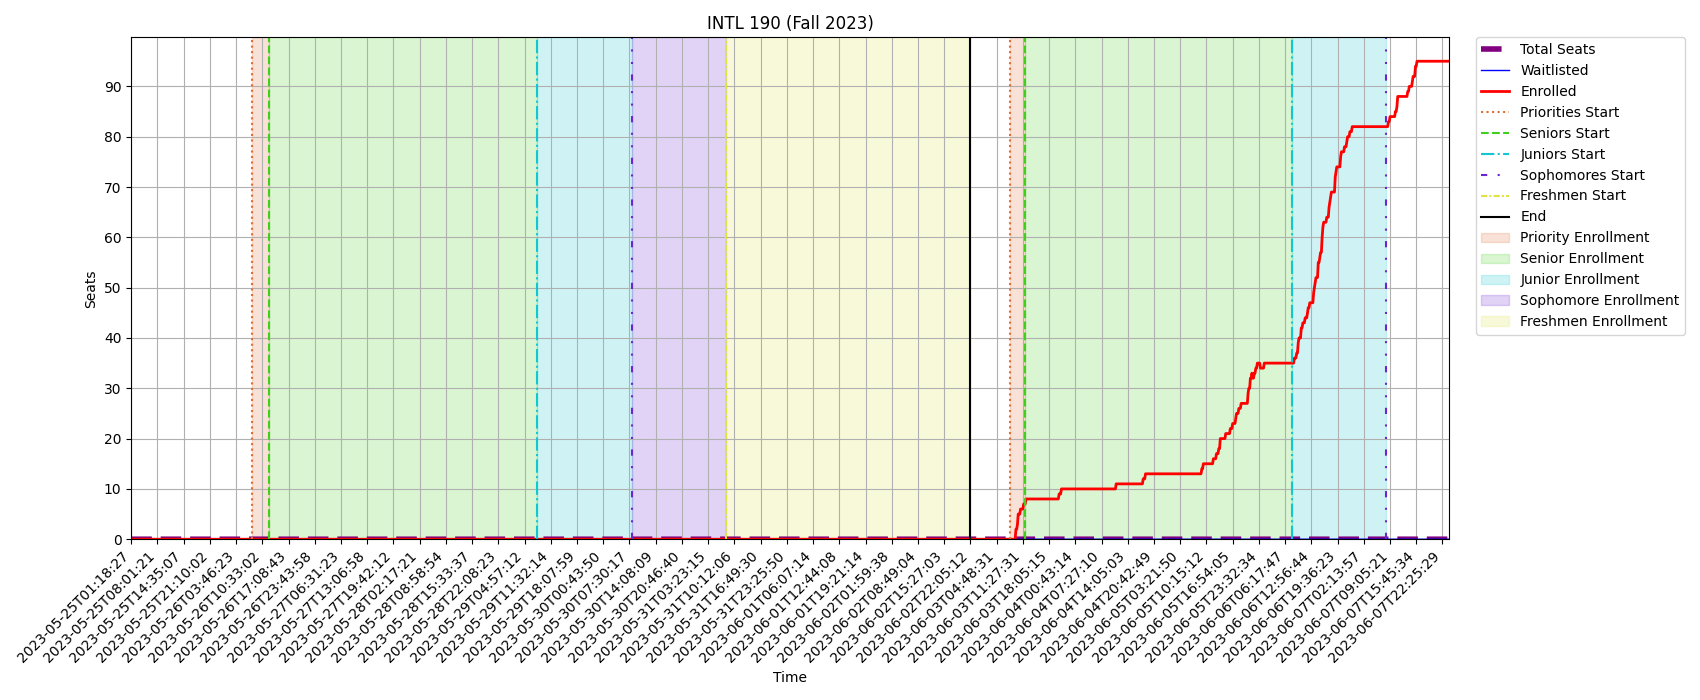 INTL 190 (Fall 2023)
Seats
90
80
70
60
50
40
30
20
10
0
2023-05-25T01:18:27
2023-05-25T08:01:21
2023-05-25T14:35:07
2023-05-25T21:10:02
2023-05-26T03:46:23
2023-05-26T10:33:02
2023-05-26T17:08:43
2023-05-26T23:43:58
2023-05-27T06:31:23
2023-05-27T13:06:58
2023-05-27T19:42:12
2023-05-28T02:17:21
2023-05-28T08:58:54
2023-05-28T15:33:37
2023-05-28T22:08:23
2023-05-29T04:57:12
2023-05-29T11:32:14
2023-05-29T18:07:59
2023-05-30T00:43:50
2023-05-30T07:30:17
2023-05-30T14:08:09
2023-05-30T20:46:40
2023-05-31T03:23:15
2023-05-31T10:12:06
2023-05-31T16:49:30
2023-05-31T23:25:50
2023-06-01T06:07:14
2023-06-01T12:44:08
2023-06-01T19:21:14
2023-06-02T01:59:38
2023-06-02T08:49:04
2023-06-02T15:27:03
2023-06-02T22:05:12
2023-06-03T04:48:31
2023-06-03T11:27:31
2023-06-03T18:05:15
2023-06-04T00:43:14
2023-06-04T07:27:10
2023-06-04T14:05:03
2023-06-04T20:42:49
2023-06-05T03:21:50
2023-06-05T10:15:12
2023-06-05T16:54:05
2023-06-05T23:32:34
2023-06-06T06:17:47
2023-06-06T12:56:44
2023-06-06T19:36:23
2023-06-07T02:13:57
2023-06-07T09:05:21
2023-06-07T15:45:34
2023-06-07T22:25:29
Time
Total Seats
Waitlisted
Enrolled
Priorities Start
Seniors Start
Juniors Start
Sophomores Start
Freshmen Start
End
Priority Enrollment
Senior Enrollment
Junior Enrollment
Sophomore Enrollment
Freshmen Enrollment